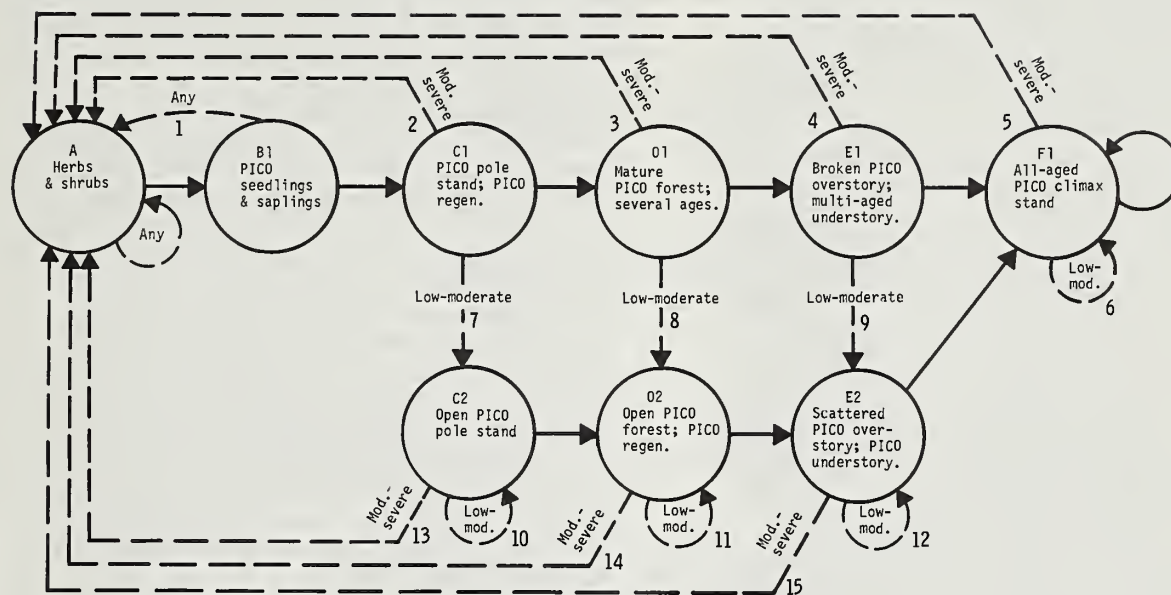 Mod.-
severe
Mod.-
severe
Mod.-
severe
Mod.
severe
Any
1
2
3
4
5
A
Herbs
& shrubs
B1
PICO
seedlings
& saplings
C1
PICO pole
stand; PICO
regen.
O1
Mature
PICO forest;
several ages.
E1
Broken PICO
overstory;
multi-aged
understory.
F1
All-aged
PICO climax
stand
Any
Low-moderate
7
Low-moderate
8
Low-moderate
9
Low-
mod.
6
C2
Open PICO
pole stand
O2
Open PICO
forest; PICO
regen.
E2
Scattered
PICO over-
story; PICO
understory.
Mod.-
severe
13
Low-
mod.
10
Mod.-
severe
14
Low-
mod.
11
Mod.-
severe
15
Low-
mod.
12